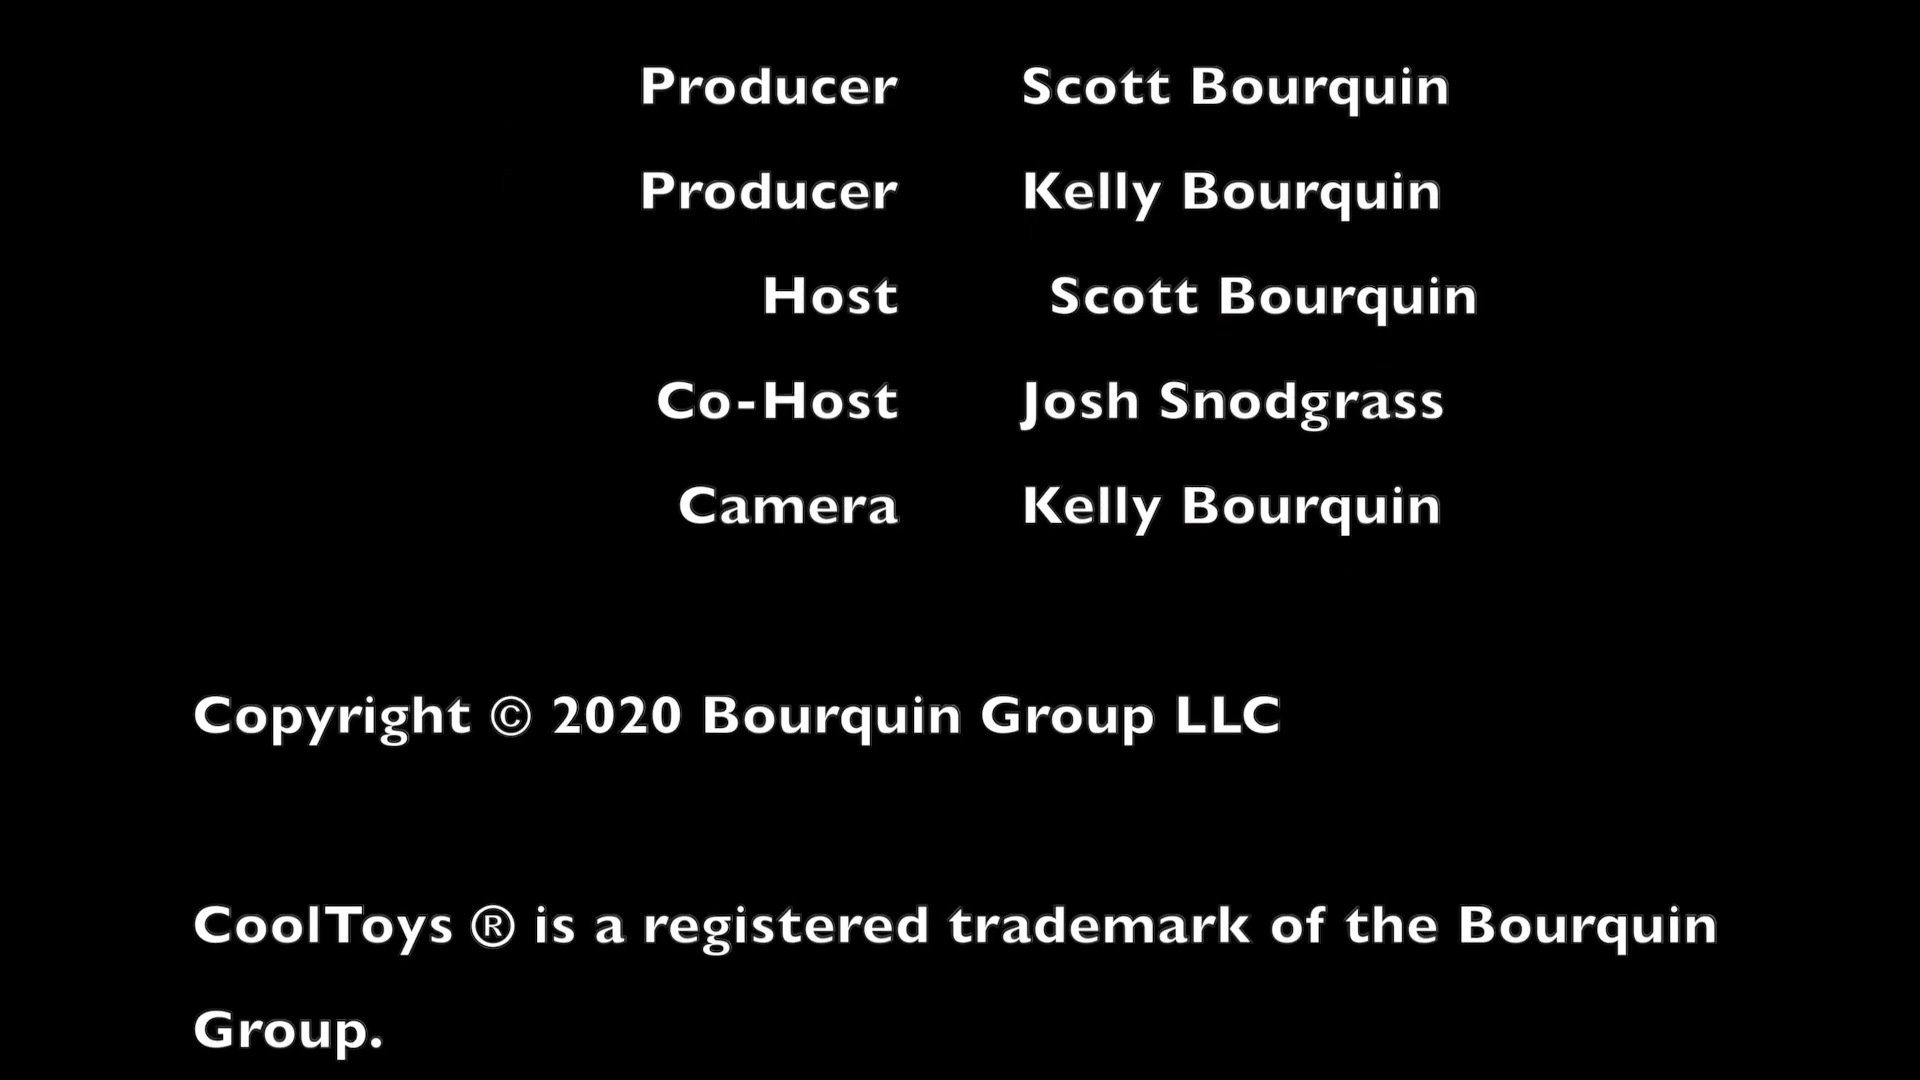 Producer Scott Bourquin
Producer Kelly Bourquin
Host Scott Bourquin
Co-Host Josh Snodgrass
Camera Kelly Bourquin
Copyright © 2020 Bourquin Group LLC
CoolToys ® is a registered trademark of the Bourquin
Group.